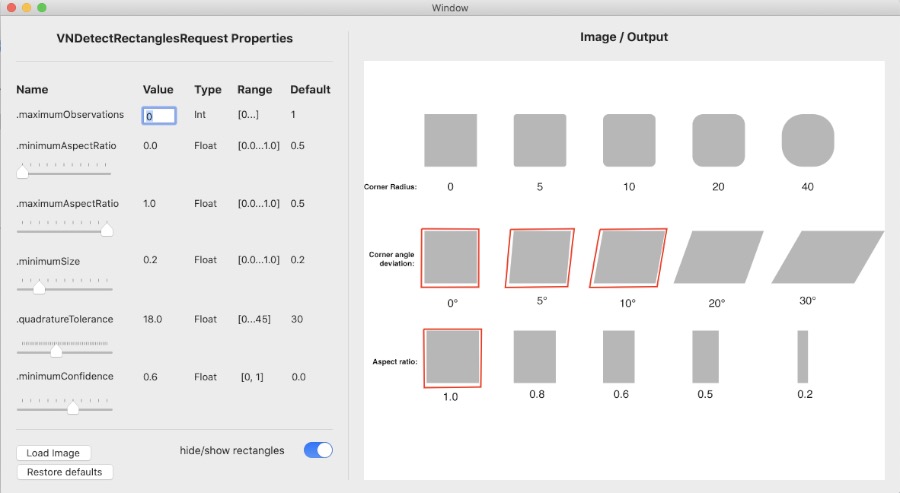 Window
VNDetectRectanglesRequest Properties
Name Value Type Range Default
.maximumObservations 0 Int [0...] 1
.minimumAspectRatio 0.0 Float [0.0...1.0] 0.5
.maximumAspectRatio 1.0 Float [0.0...1.0] 0.5
.minimumSize 0.2 Float [0.0...1.0] 0.2
.quadratureTolerance 18.0 Float [0...45] 30
.minimumConfidence 0.6 Float [0, 1] 0.0
Load Image
hide/show rectangles
Restore defaults
Image / Output
Corner Radius: 0 5 10 20 40
Corner angle
deviation:
0° 5° 10° 20° 30°
Aspect ratio:
1.0 0.8 0.6 0.5 0.2